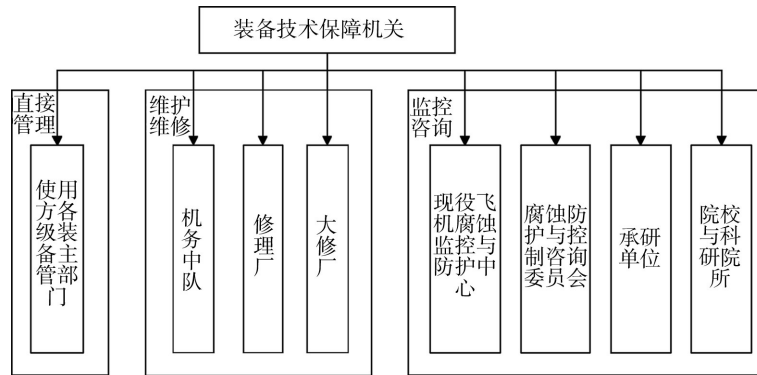 装备技术保障机关
直接
管理
使用
方各
级装
备主
管部
门
维护
维修
机务中队
修理厂
大修厂
监控
咨询
现役飞
机腐蚀
监控与
防护中
心
腐蚀防
护与控
制咨询
委员会
承研
单位
院校
与科
研院
所